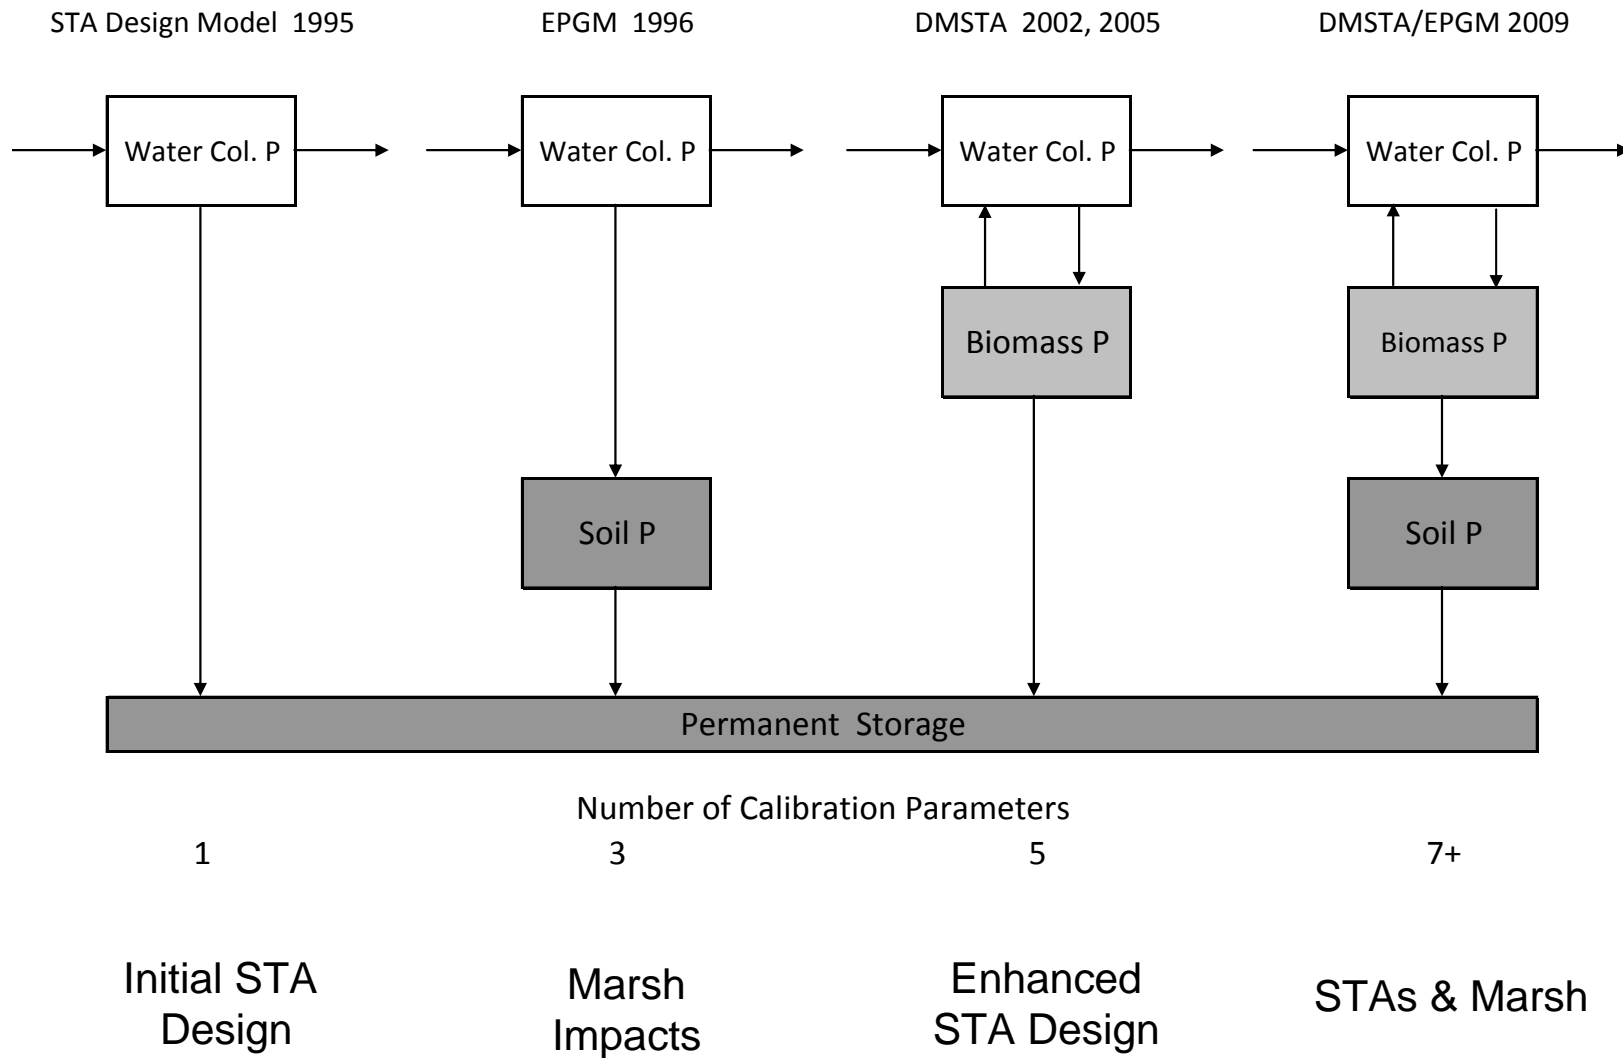 STA Design Model  1995
EPGM  1996
DMSTA  2002, 2005
DMSTA/EPGM 2009
Water Col. P
Water Col. P
Water Col. P
Water Col. P
Biomass P
Biomass P
Soil P
Soil P
Permanent  Storage
Number of Calibration Parameters
1
3
5
7+
Initial STA
Design
Marsh
Impacts
Enhanced
STA Design
STAs & Marsh